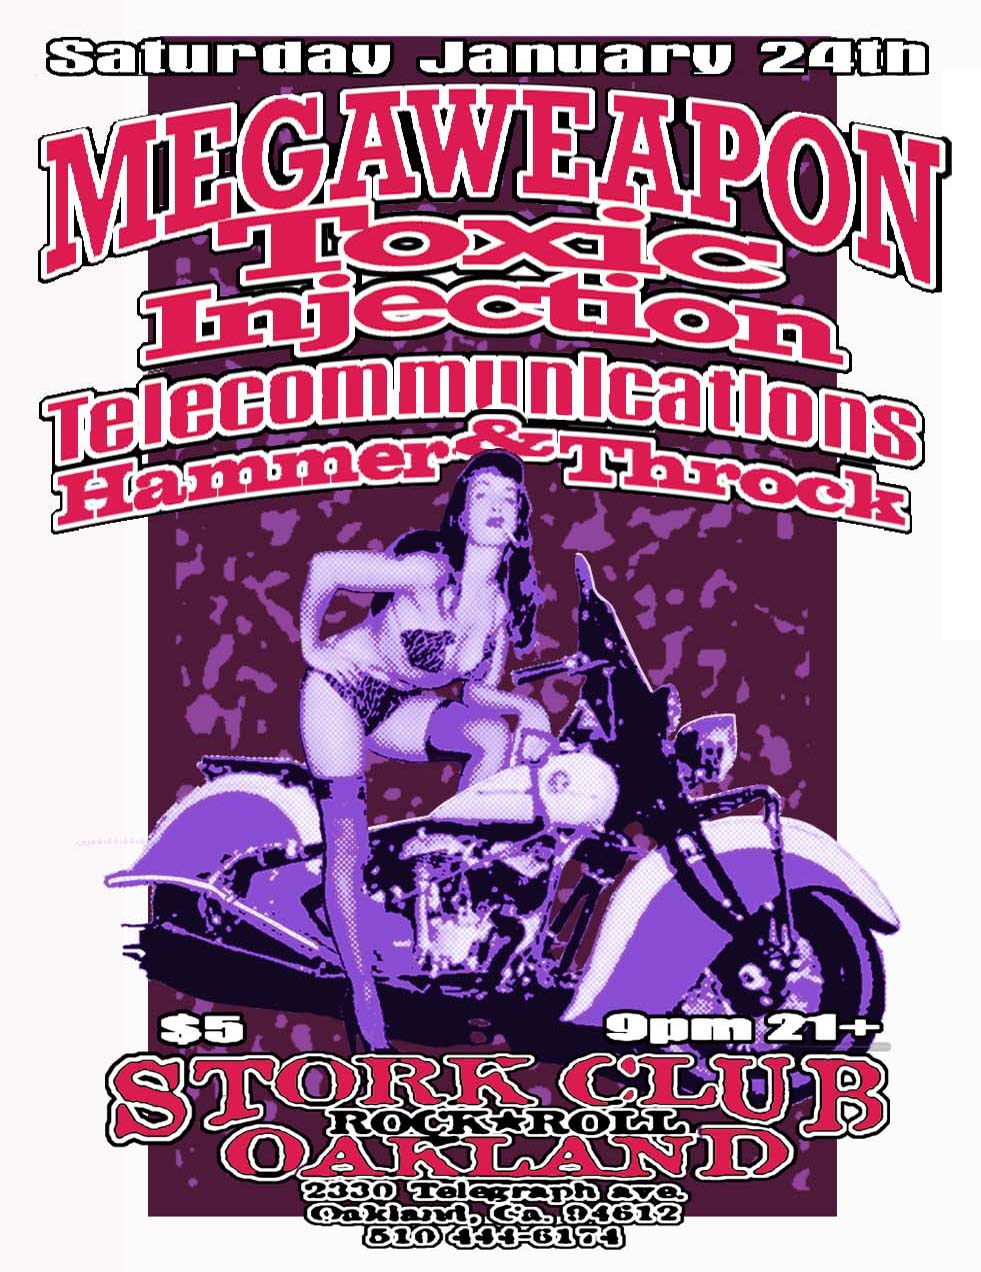 Saturday January 24th
MEGAWEAPON
Toxic
Injection
Telecommunications
Hammer & Throck
$5
9pm 21+
STORK CLUB
ROCK★ROLL
OAKLAND
2330 Telegraph ave.
Oakland, Ca. 94612
510 444-6174